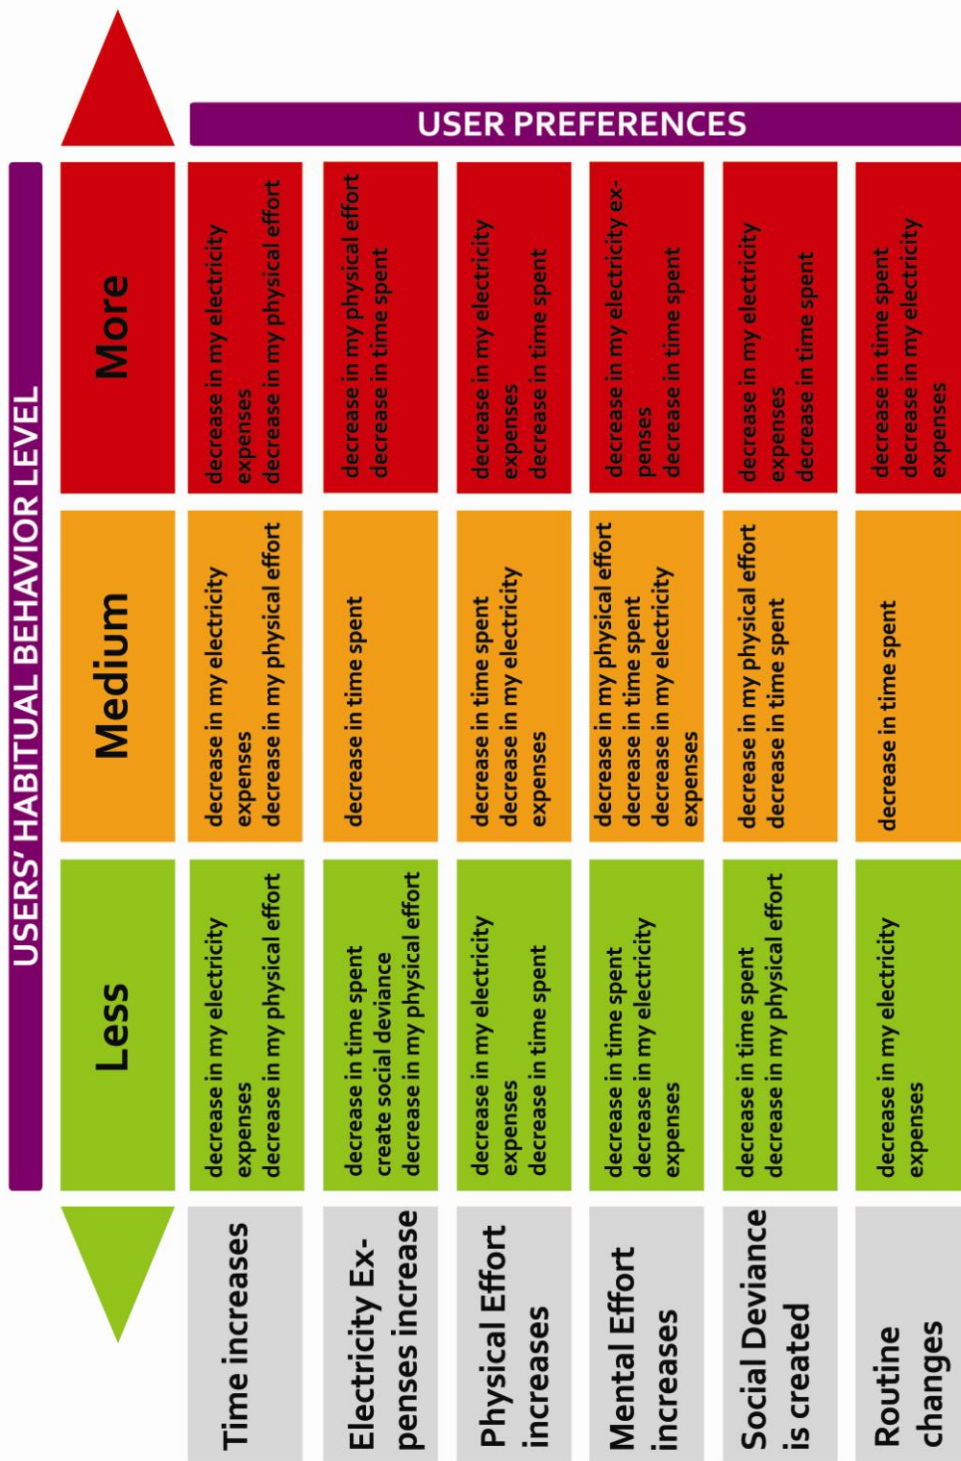 USERS' HABITUAL BEHAVIOR LEVEL
Less
Medium
More
USER PREFERENCES
Time increases
decrease in my electricity
expenses
decrease in my physical effort
decrease in my electricity
expenses
decrease in my physical effort
decrease in my electricity
expenses
decrease in my physical effort
Electricity Ex-
penses increase
decrease in time spent
create social deviance
decrease in my physical effort
decrease in time spent
decrease in my physical effort
decrease in time spent
Physical Effort
increases
decrease in my electricity
expenses
decrease in time spent
decrease in time spent
decrease in my electricity
expenses
decrease in my electricity
expenses
decrease in time spent
Mental Effort
increases
decrease in time spent
decrease in my electricity
expenses
decrease in my physical effort
decrease in time spent
decrease in my electricity
expenses
decrease in my electricity ex-
penses
decrease in time spent
Social Deviance
is created
decrease in time spent
decrease in my physical effort
decrease in my physical effort
decrease in time spent
decrease in my electricity
expenses
decrease in time spent
Routine
changes
decrease in my electricity
expenses
decrease in time spent
decrease in time spent
decrease in my electricity
expenses